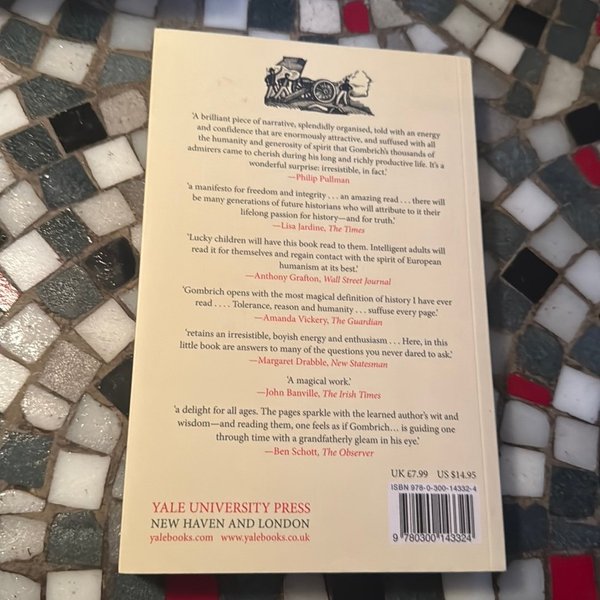 'A brilliant piece of narrative, splendidly organised, told with an energy
and confidence that are enormously attractive, and suffused with all
the humanity and generosity of spirit that Gombrich's thousands of
admirers came to cherish during his long and richly productive life. It's a
wonderful surprise: irresistible, in fact.'
—Philip Pullman
'a manifesto for freedom and integrity . . . an amazing read . . . there will
be many generations of future historians who will attribute to it their
lifelong passion for history—and for truth.'
—Lisa Jardine, The Times
'Lucky children will have this book read to them. Intelligent adults will
read it for themselves and regain contact with the spirit of European
humanism at its best.'
—Anthony Grafton, Wall Street Journal
'Gombrich opens with the most magical definition of history I have ever
read . . . . Tolerance, reason and humanity . . . suffuse every page.'
—Amanda Vickery, The Guardian
'retains an irresistible, boyish energy and enthusiasm . . . Here, in this
little book are answers to many of the questions you never dared to ask.'
—Margaret Drabble, New Statesman
'A magical work.'
—John Banville, The Irish Times
'a delight for all ages. The pages sparkle with the learned author's wit and
wisdom—and reading them, one feels as if Gombrich… is guiding one
through time with a grandfatherly gleam in his eye.'
—Ben Schott, The Observer
UK £7.99 US $14.95
ISBN 978-0-300-14332-4
9 780300 143324
YALE UNIVERSITY PRESS
NEW HAVEN AND LONDON
yalebooks.com www.yalebooks.co.uk